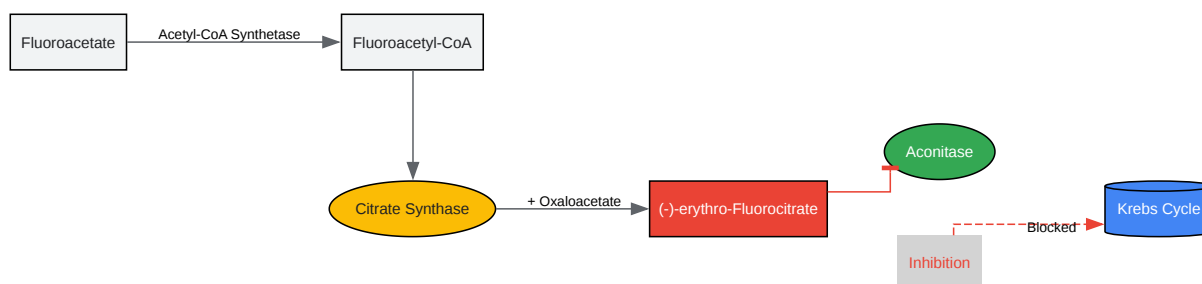 Fluoroacetate
Acetyl-CoA Synthetase
Fluoroacetyl-CoA
Aconitase
Citrate Synthase
+ Oxaloacetate
(-)-erythro-Fluorocitrate
Krebs Cycle
Blocked
Inhibition